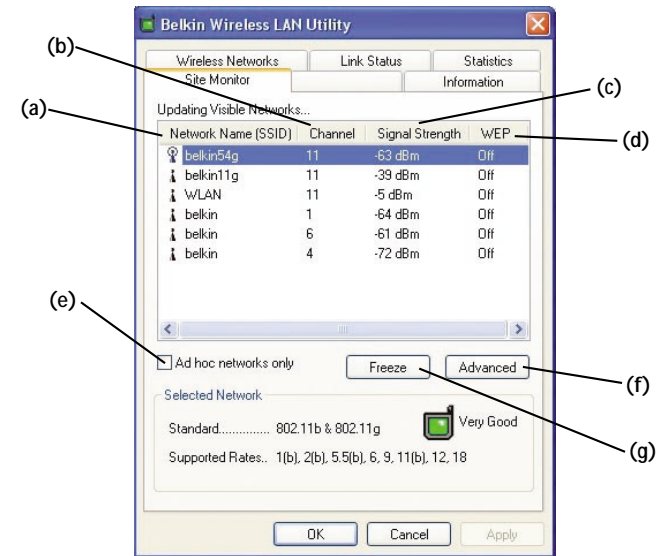 Belkin Wireless LAN Utility
(b)
Wireless Networks Link Status Statistics
Site Monitor Information
(c)
(a)
Updating Visible Networks...
Network Name (SSID) Channel Signal Strength WEP
(d)
belkin54g 11 -63 dBm Off
belkin11g 11 -39 dBm Off
WLAN 11 -5 dBm Off
belkin 1 -64 dBm Off
belkin 6 -61 dBm Off
belkin 4 -72 dBm Off
(e)
Ad hoc networks only Freeze Advanced
(f)
Selected Network
Standard.............. 802.11b & 802.11g Very Good
(g)
Supported Rates.. 1(b), 2(b), 5.5(b), 6, 9, 11(b), 12, 18
OK Cancel Apply